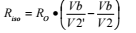 R_iso = R_O • (Vb/V2' − Vb/V2)